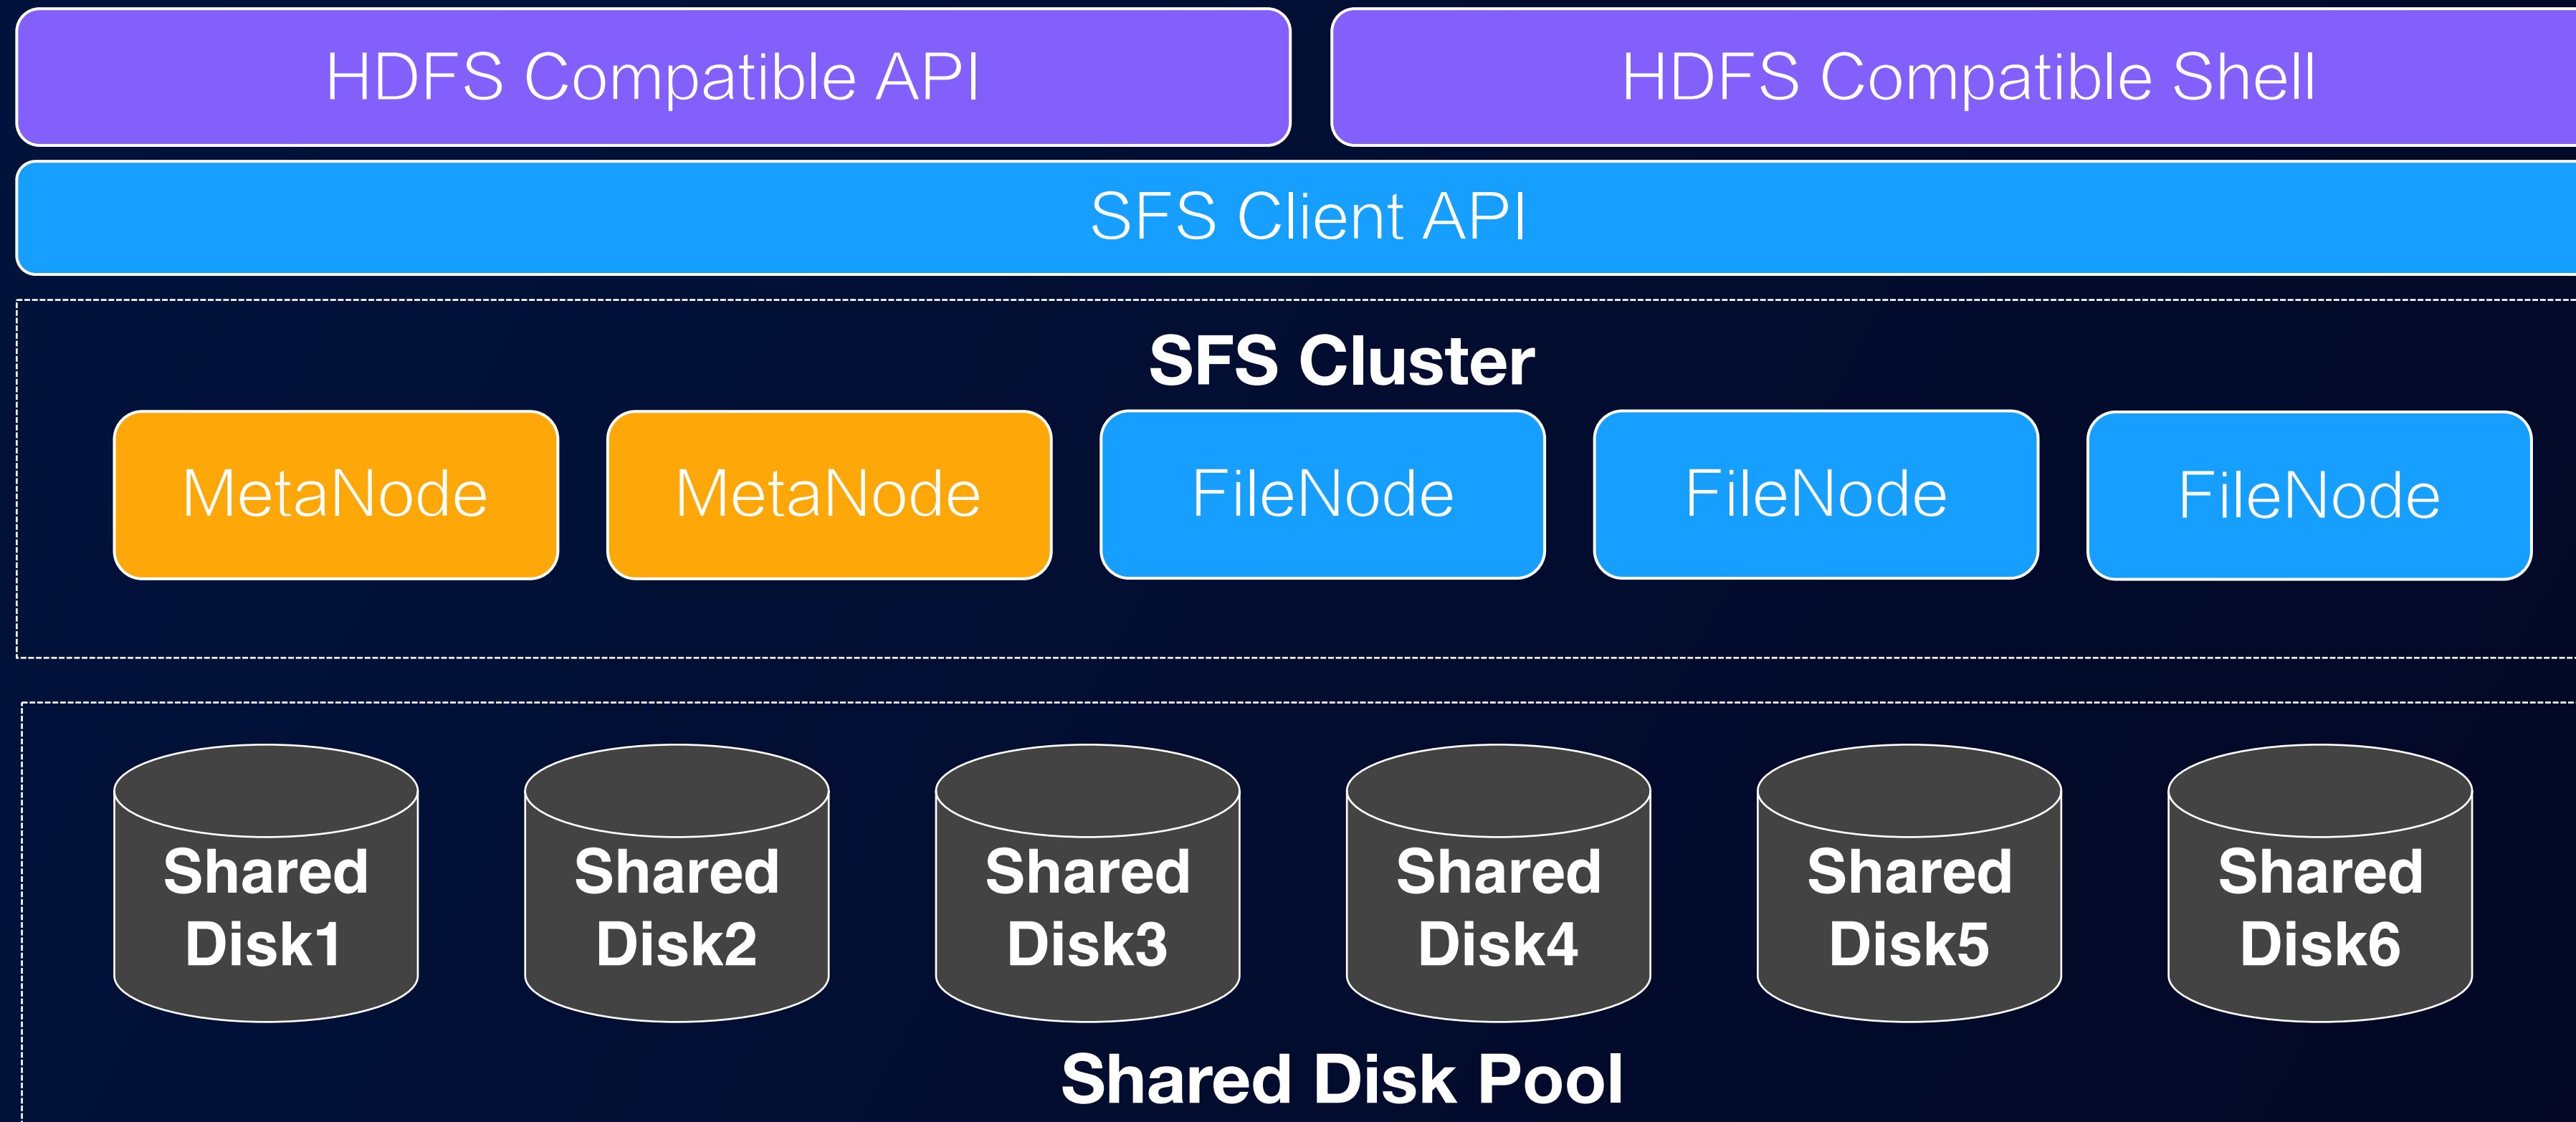 HDFS Compatible API
HDFS Compatible Shell
SFS Client API
SFS Cluster
MetaNode
MetaNode
FileNode
FileNode
FileNode
Shared
Disk1
Shared
Disk2
Shared
Disk3
Shared
Disk4
Shared
Disk5
Shared
Disk6
Shared Disk Pool